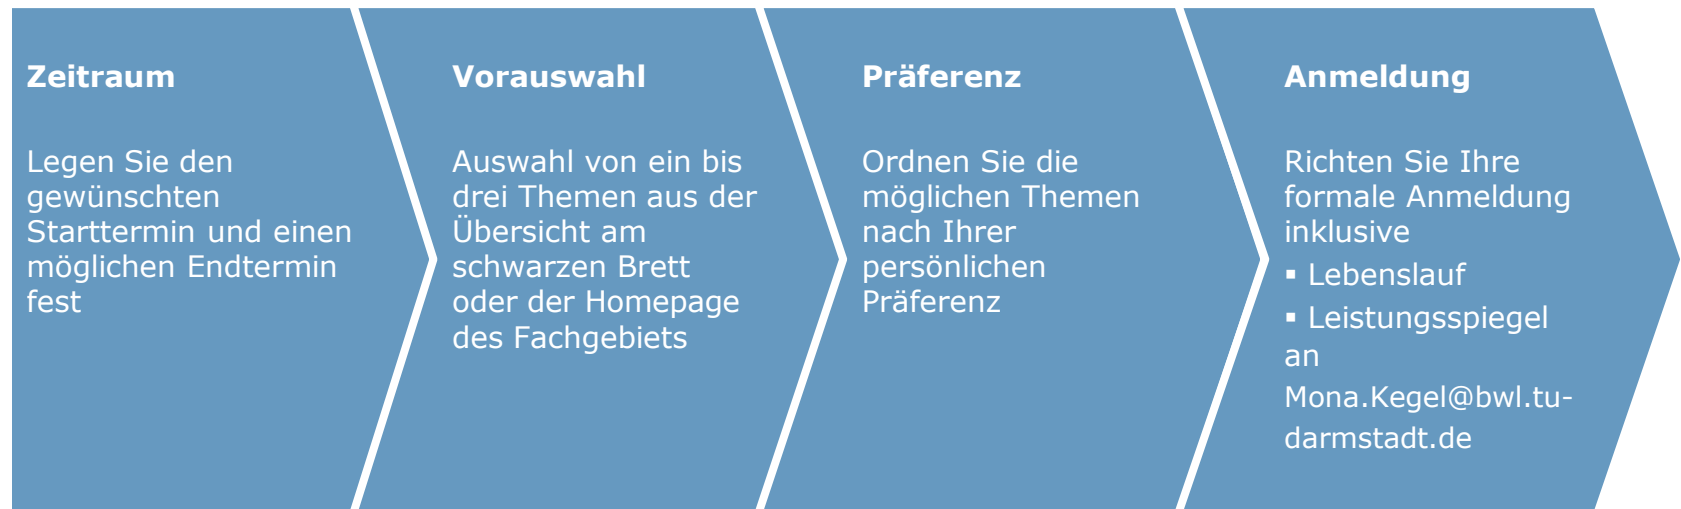 Zeitraum
Legen Sie den
gewünschten
Starttermin und einen
möglichen Endtermin
fest
Vorauswahl
Auswahl von ein bis
drei Themen aus der
Übersicht am
schwarzen Brett
oder der Homepage
des Fachgebiets
Präferenz
Ordnen Sie die
möglichen Themen
nach Ihrer
persönlichen
Präferenz
Anmeldung
Richten Sie Ihre
formale Anmeldung
inklusive
▪ Lebenslauf
▪ Leistungsspiegel
an
Mona.Kegel@bwl.tu-
darmstadt.de